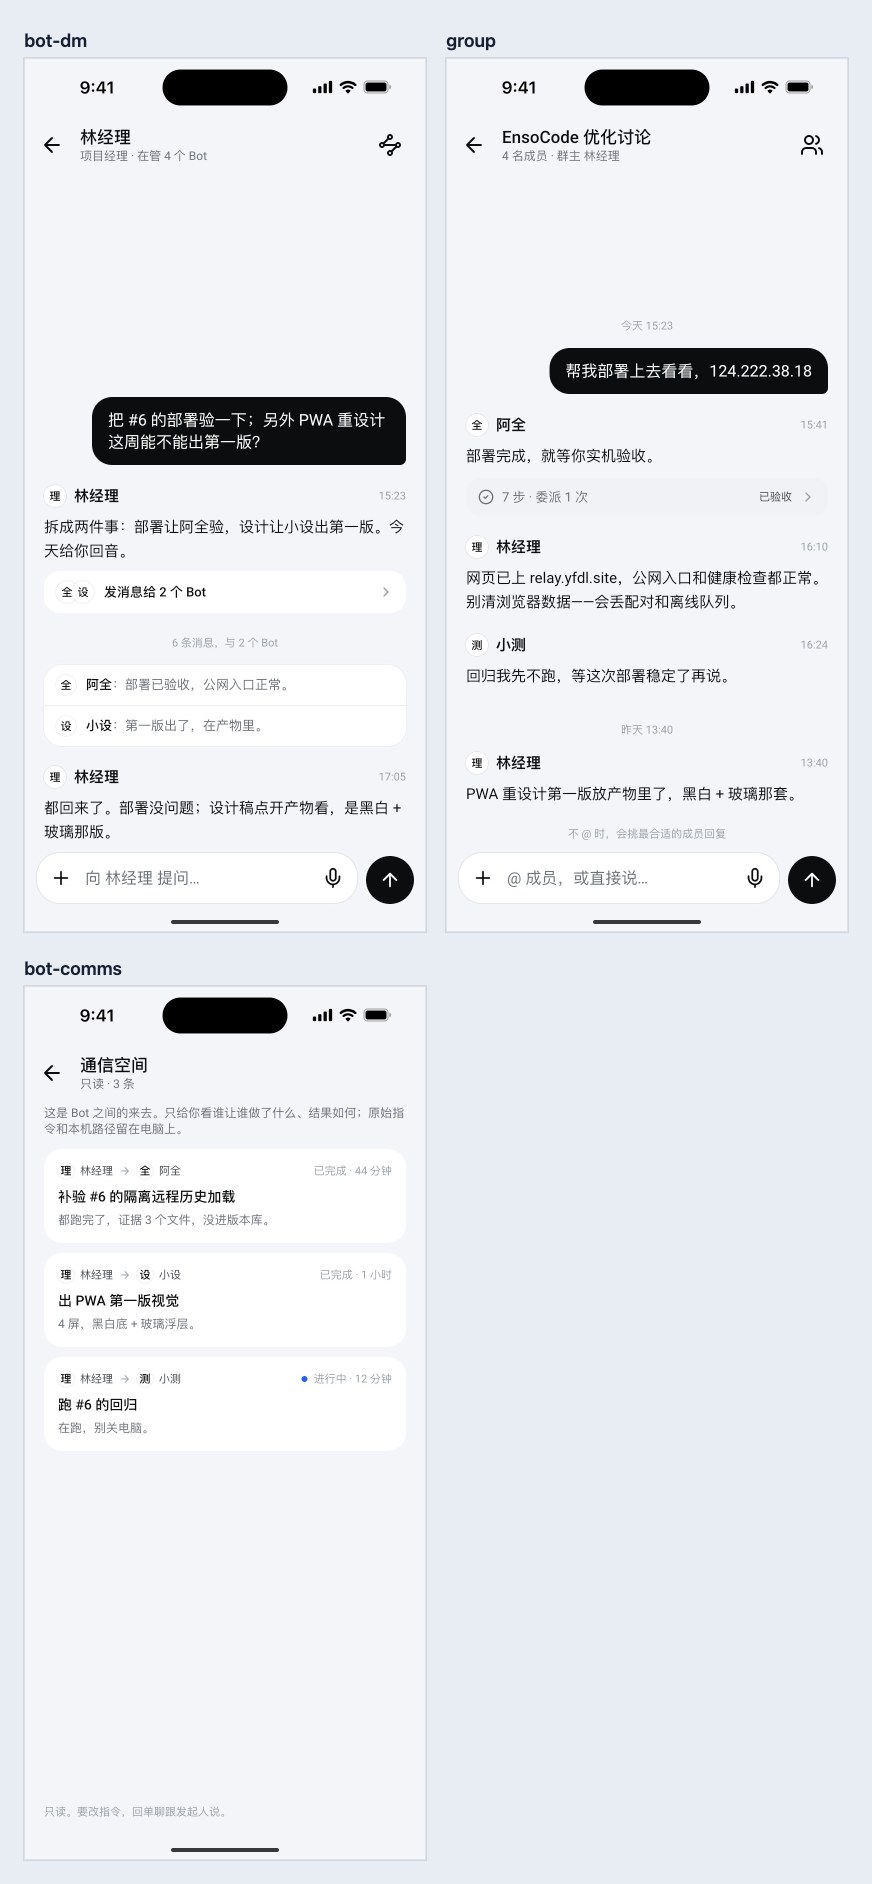 bot-dm
9:41
林经理
项目经理 · 在管 4 个 Bot
把 #6 的部署验一下；另外 PWA 重设计
这周能不能出第一版？
理 林经理 15:23
拆成两件事：部署让阿全验，设计让小设出第一版。今
天给你回音。
全 设 发消息给 2 个 Bot
6 条消息，与 2 个 Bot
全 阿全：部署已验收，公网入口正常。
设 小设：第一版出了，在产物里。
理 林经理 17:05
都回来了。部署没问题；设计稿点开产物看，是黑白 +
玻璃那版。
向 林经理 提问…
group
9:41
EnsoCode 优化讨论
4 名成员 · 群主 林经理
今天 15:23
帮我部署上去看看，124.222.38.18
全 阿全 15:41
部署完成，就等你实机验收。
7 步 · 委派 1 次 已验收
理 林经理 16:10
网页已上 relay.yfdl.site，公网入口和健康检查都正常。
别清浏览器数据——会丢配对和离线队列。
测 小测 16:24
回归我先不跑，等这次部署稳定了再说。
昨天 13:40
理 林经理 13:40
PWA 重设计第一版放产物里了，黑白 + 玻璃那套。
不 @ 时，会挑最合适的成员回复
@ 成员，或直接说…
bot-comms
9:41
通信空间
只读 · 3 条
这是 Bot 之间的来去。只给你看谁让谁做了什么、结果如何；原始指
令和本机路径留在电脑上。
理 林经理 → 全 阿全 已完成 · 44 分钟
补验 #6 的隔离远程历史加载
都跑完了，证据 3 个文件，没进版本库。
理 林经理 → 设 小设 已完成 · 1 小时
出 PWA 第一版视觉
4 屏，黑白底 + 玻璃浮层。
理 林经理 → 测 小测 进行中 · 12 分钟
跑 #6 的回归
在跑，别关电脑。
只读。要改指令，回单聊跟发起人说。